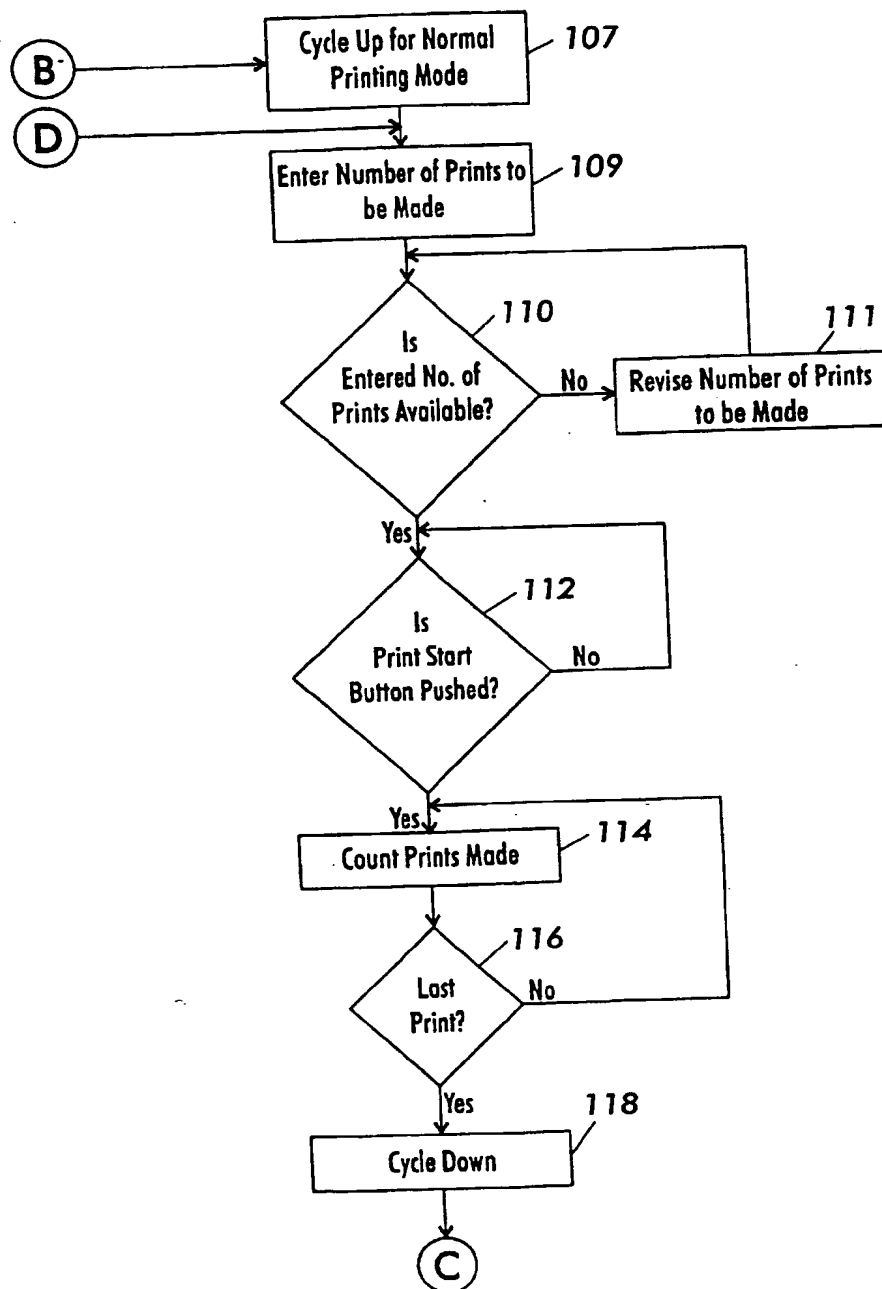 B
Cycle Up for Normal
Printing Mode
107
D
Enter Number of Prints to
be Made
109
Is
Entered No. of
Prints Available?
110
No
Revise Number of Prints
to be Made
111
Yes
Is
Print Start
Button Pushed?
112
No
Yes
Count Prints Made
114
Last
Print?
116
No
Yes
Cycle Down
118
C